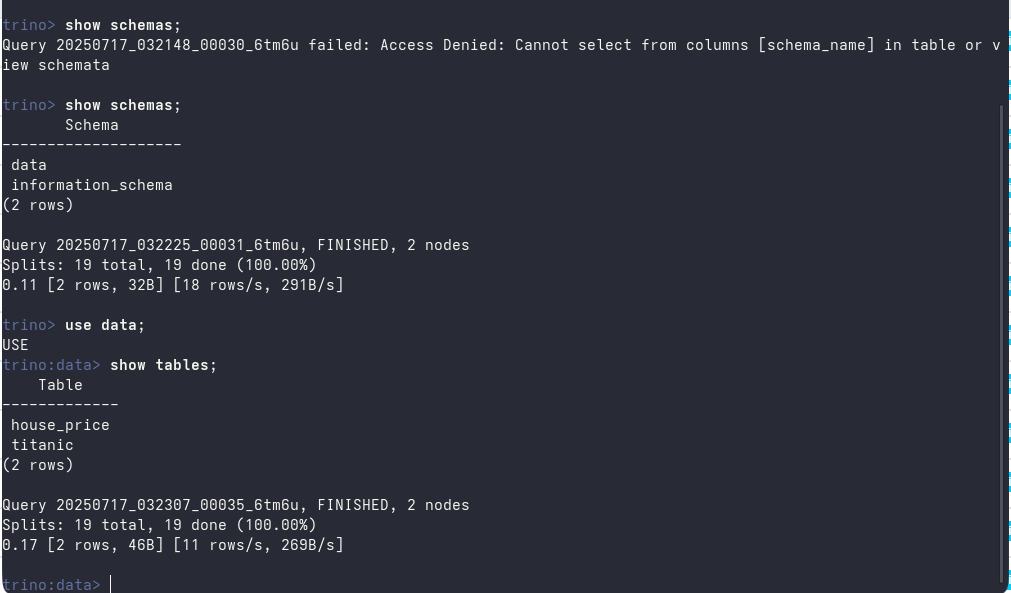 trino> show schemas;
Query 20250717_032148_00030_6tm6u failed: Access Denied: Cannot select from columns [schema_name] in table or v
iew schemata
trino> show schemas;
Schema
--------------------
data
information_schema
(2 rows)
Query 20250717_032225_00031_6tm6u, FINISHED, 2 nodes
Splits: 19 total, 19 done (100.00%)
0.11 [2 rows, 32B] [18 rows/s, 291B/s]
trino> use data;
USE
trino:data> show tables;
Table
-------------
house_price
titanic
(2 rows)
Query 20250717_032307_00035_6tm6u, FINISHED, 2 nodes
Splits: 19 total, 19 done (100.00%)
0.17 [2 rows, 46B] [11 rows/s, 269B/s]
trino:data>